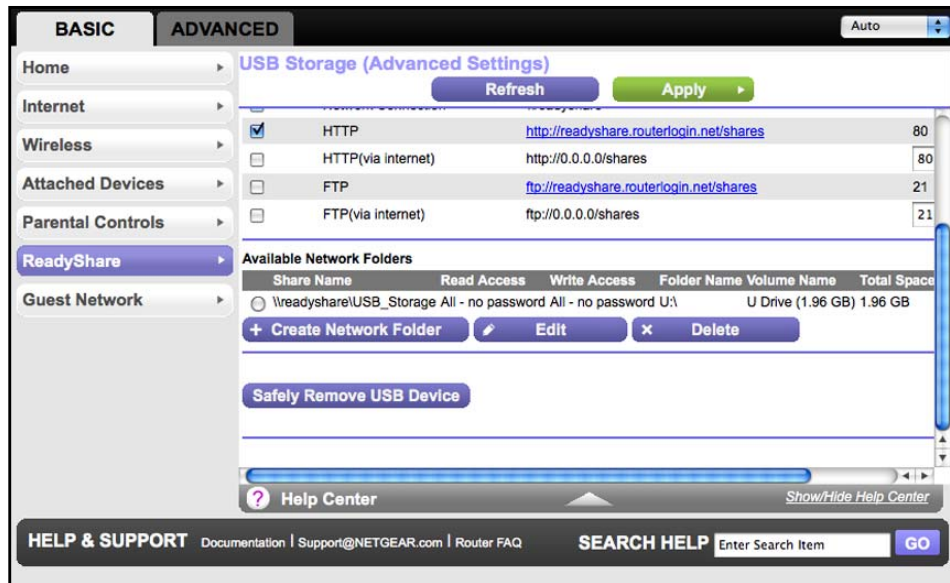 BASIC
ADVANCED
Auto
Home
Internet
Wireless
Attached Devices
Parental Controls
ReadyShare
Guest Network
USB Storage (Advanced Settings)
Refresh
Apply
HTTP http://readyshare.routerlogin.net/shares 80
HTTP(via internet) http://0.0.0.0/shares 80
FTP ftp://readyshare.routerlogin.net/shares 21
FTP(via internet) ftp://0.0.0.0/shares 21
Available Network Folders
Share Name Read Access Write Access Folder Name Volume Name Total Space
\\readyshare\USB_Storage All - no password All - no password U:\ U Drive (1.96 GB) 1.96 GB
+ Create Network Folder Edit × Delete
Safely Remove USB Device
? Help Center Show/Hide Help Center
HELP & SUPPORT Documentation | Support@NETGEAR.com | Router FAQ SEARCH HELP Enter Search Item GO